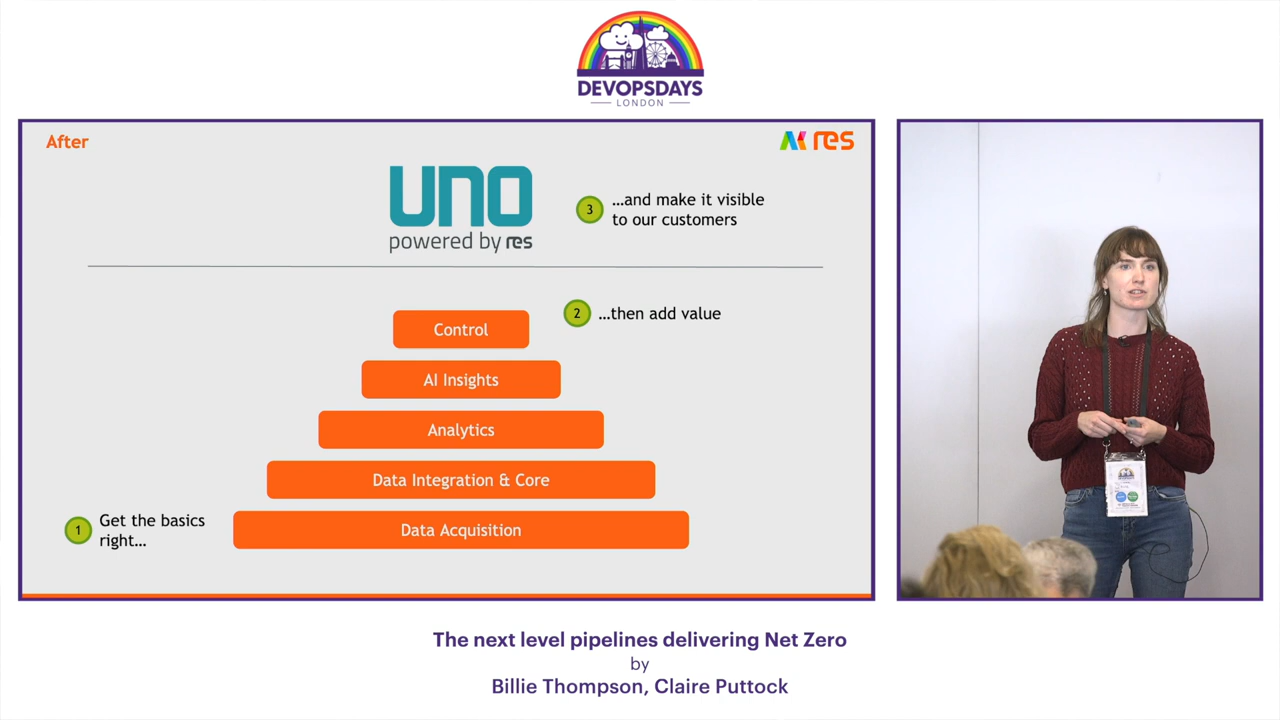 DEVOPSDAYS
LONDON
After
res
UNO
powered by res
3
...and make it visible
to our customers
2
...then add value
Control
AI Insights
Analytics
Data Integration & Core
1
Get the basics
right...
Data Acquisition
The next level pipelines delivering Net Zero
by
Billie Thompson, Claire Puttock